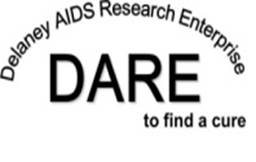 Delaney AIDS Research Enterprise
DARE
to find a cure